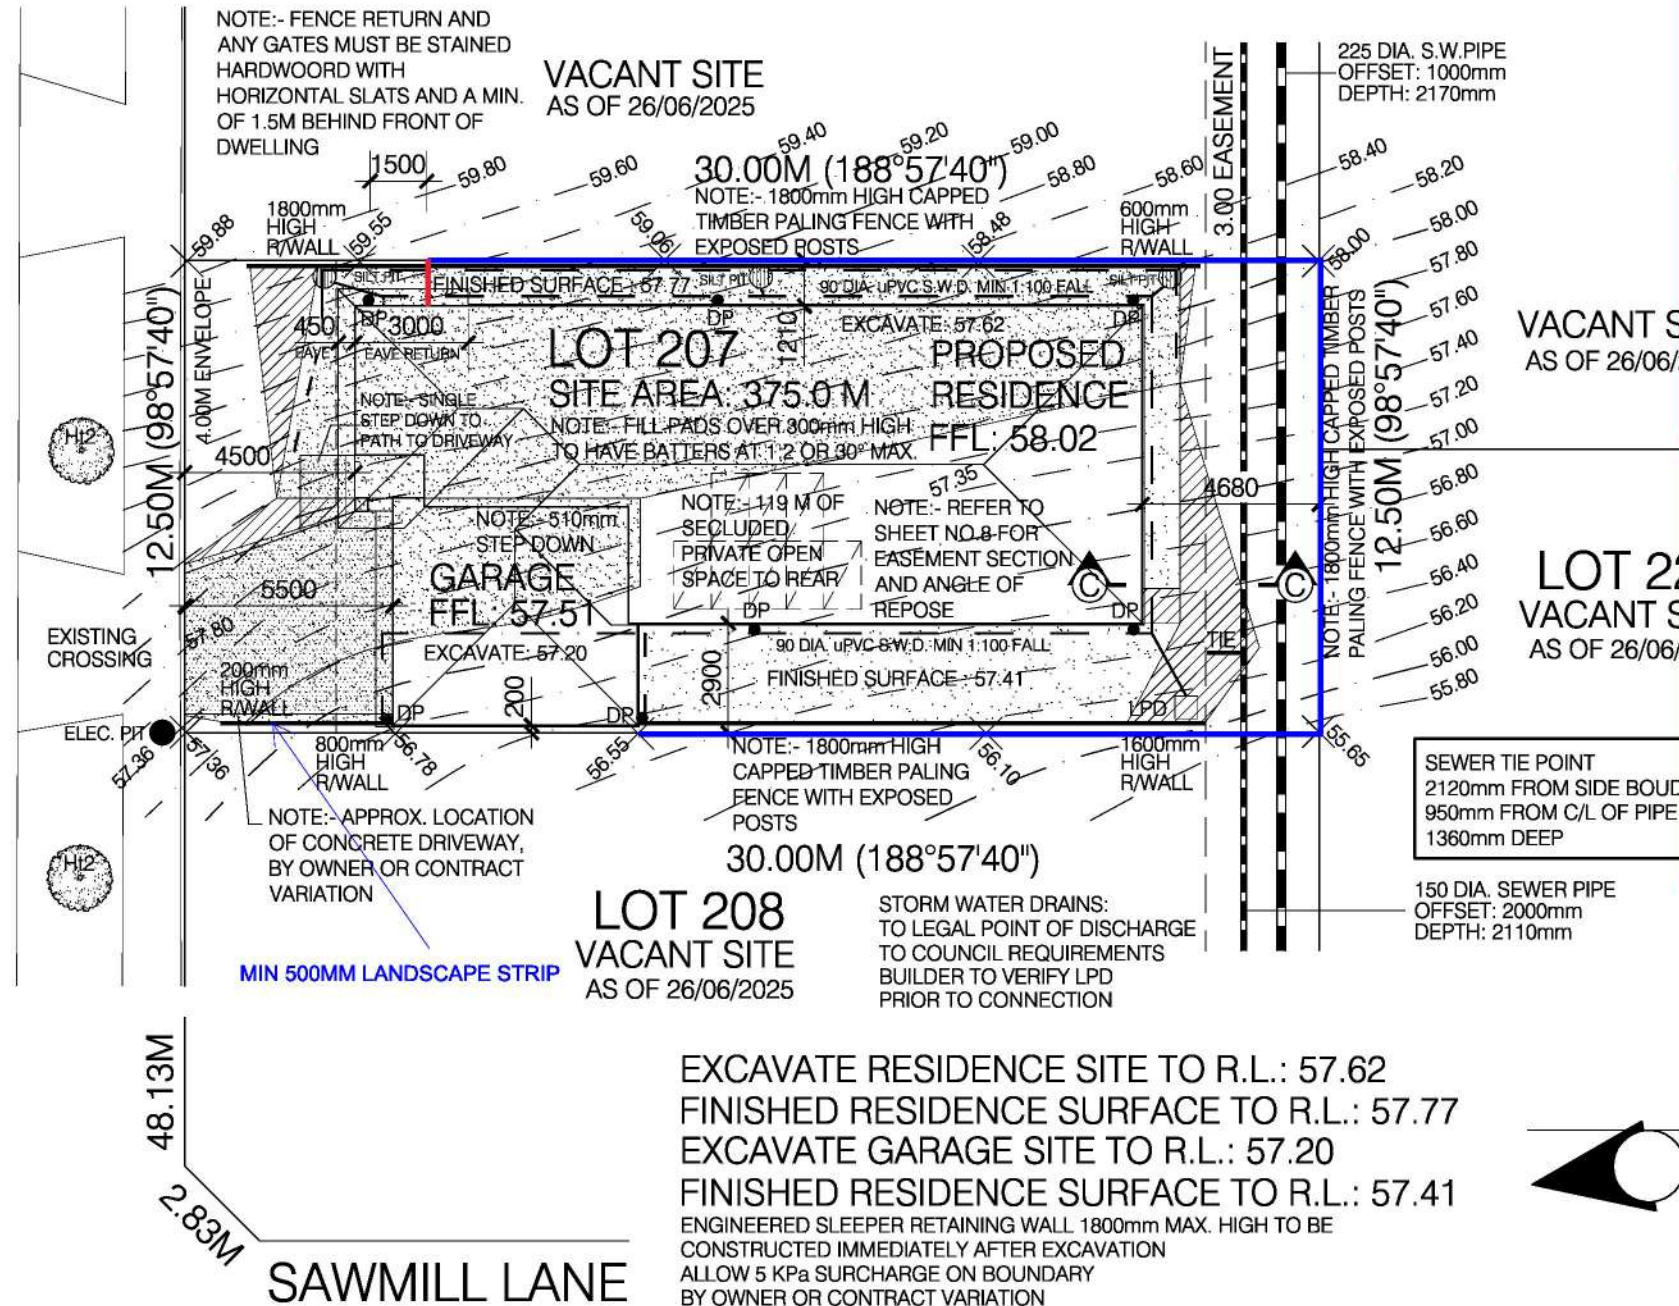 NOTE:- FENCE RETURN AND
ANY GATES MUST BE STAINED
HARDWOORD WITH
HORIZONTAL SLATS AND A MIN.
OF 1.5M BEHIND FRONT OF
DWELLING
VACANT SITE
AS OF 26/06/2025
225 DIA. S.W.PIPE
OFFSET: 1000mm
DEPTH: 2170mm
3.00 EASEMENT
1500
59.80
59.60
59.40
59.20
59.00
58.80
58.60
58.40
58.20
58.00
57.80
57.60
57.40
57.20
57.00
56.80
56.60
56.40
56.20
56.00
55.80
30.00M (188°57'40")
NOTE:- 1800mm HIGH CAPPED
TIMBER PALING FENCE WITH
EXPOSED POSTS
1800mm
HIGH
R/WALL
600mm
HIGH
R/WALL
59.88
59.55
59.06
58.48
58.00
SILT PIT
SILT PIT
SILT PIT
FINISHED SURFACE : 57.77
90 DIA. uPVC S.W.D. MIN 1:100 FALL
DP
DP
DP
450
EAVE
3000
EAVE RETURN
1210
EXCAVATE: 57.62
LOT 207
SITE AREA: 375.0 M
NOTE:- FILL PADS OVER 300mm HIGH
TO HAVE BATTERS AT 1:2 OR 30° MAX.
PROPOSED
RESIDENCE
FFL: 58.02
NOTE:- SINGLE
STEP DOWN TO
PATH TO DRIVEWAY
12.50M (98°57'40")
4.00M ENVELOPE
4500
57.35
4680
NOTE:- 1800mm HIGH CAPPED TIMBER
PALING FENCE WITH EXPOSED POSTS
12.50M (98°57'40")
VACANT S
AS OF 26/06/
NOTE:- 510mm
STEP DOWN
GARAGE
FFL: 57.51
NOTE:- 119 M OF
SECLUDED
PRIVATE OPEN
SPACE TO REAR
NOTE:- REFER TO
SHEET NO.8 FOR
EASEMENT SECTION
AND ANGLE OF
REPOSE
C
C
LOT 22
VACANT S
AS OF 26/06/
5500
EXISTING
CROSSING
57.80
DP
DP
TIE
EXCAVATE: 57.20
90 DIA. uPVC S.W.D. MIN 1:100 FALL
FINISHED SURFACE : 57.41
200mm
HIGH
R/WALL
200
2900
DP
DP
LPD
ELEC. PIT
57.36
57.36
56.78
56.55
56.10
55.65
800mm
HIGH
R/WALL
NOTE:- 1800mm HIGH
CAPPED TIMBER PALING
FENCE WITH EXPOSED
POSTS
1600mm
HIGH
R/WALL
SEWER TIE POINT
2120mm FROM SIDE BOUD
950mm FROM C/L OF PIPE
1360mm DEEP
NOTE:- APPROX. LOCATION
OF CONCRETE DRIVEWAY,
BY OWNER OR CONTRACT
VARIATION
30.00M (188°57'40")
Ht2
Ht2
150 DIA. SEWER PIPE
OFFSET: 2000mm
DEPTH: 2110mm
LOT 208
VACANT SITE
AS OF 26/06/2025
STORM WATER DRAINS:
TO LEGAL POINT OF DISCHARGE
TO COUNCIL REQUIREMENTS
BUILDER TO VERIFY LPD
PRIOR TO CONNECTION
MIN 500MM LANDSCAPE STRIP
48.13M
2.83M
SAWMILL LANE
EXCAVATE RESIDENCE SITE TO R.L.: 57.62
FINISHED RESIDENCE SURFACE TO R.L.: 57.77
EXCAVATE GARAGE SITE TO R.L.: 57.20
FINISHED RESIDENCE SURFACE TO R.L.: 57.41
ENGINEERED SLEEPER RETAINING WALL 1800mm MAX. HIGH TO BE
CONSTRUCTED IMMEDIATELY AFTER EXCAVATION
ALLOW 5 KPa SURCHARGE ON BOUNDARY
BY OWNER OR CONTRACT VARIATION